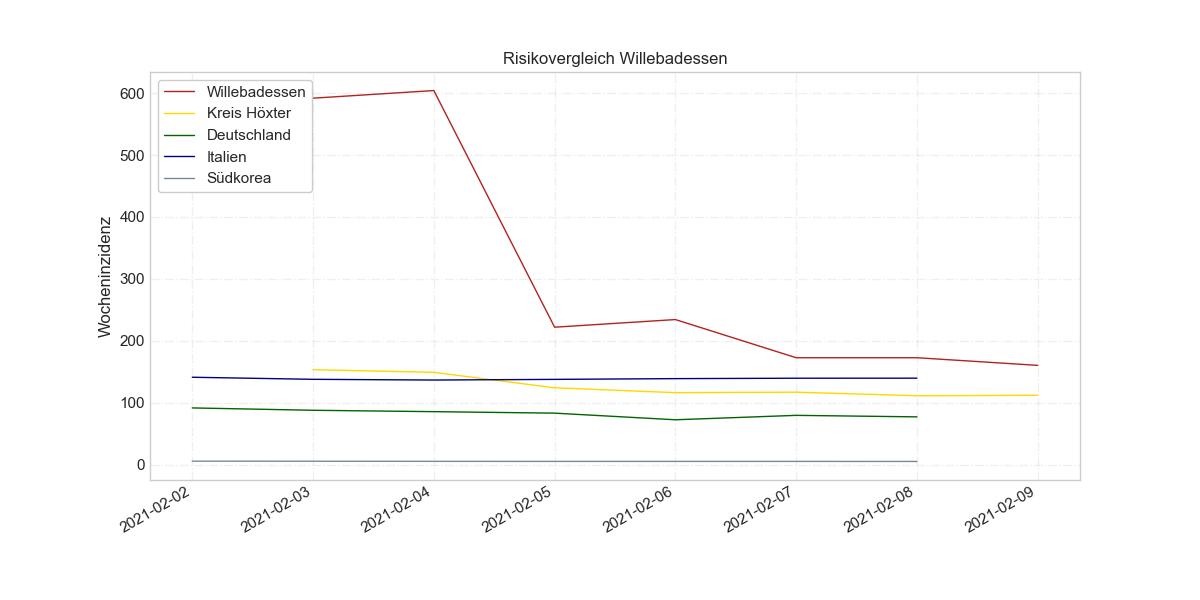 Risikovergleich Willebadessen
Willebadessen
Kreis Höxter
Deutschland
Italien
Südkorea
Wocheninzidenz
600
500
400
300
200
100
0
2021-02-02
2021-02-03
2021-02-04
2021-02-05
2021-02-06
2021-02-07
2021-02-08
2021-02-09